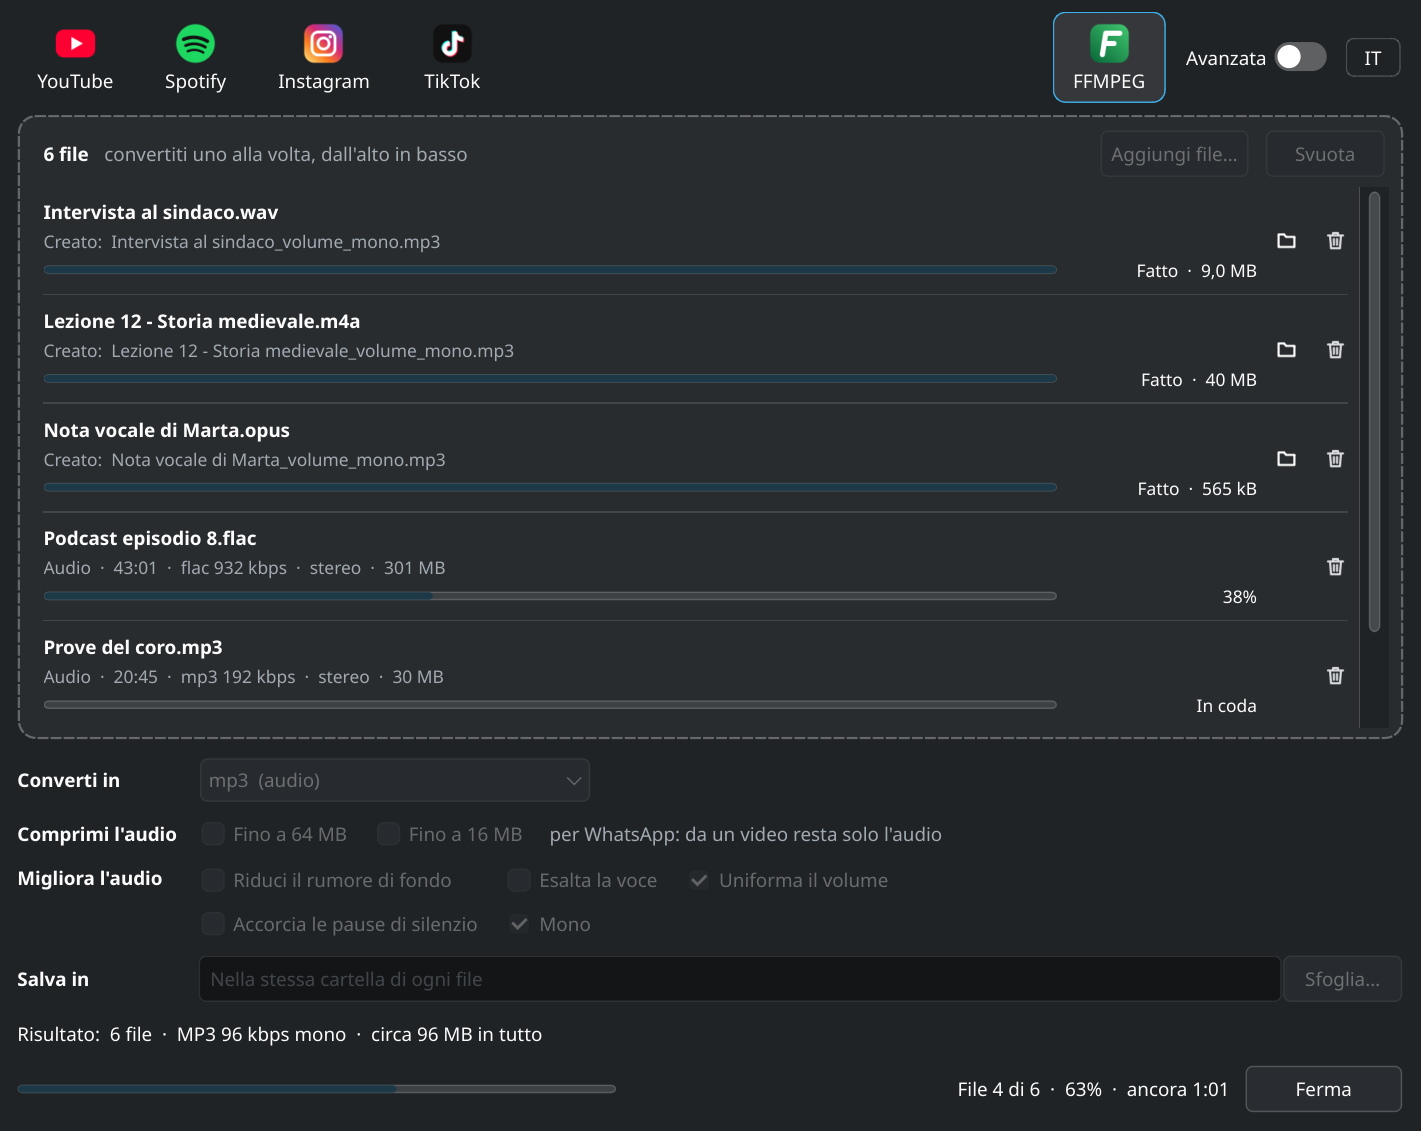 YouTube Spotify Instagram TikTok FFMPEG Avanzata IT
6 file convertiti uno alla volta, dall'alto in basso Aggiungi file... Svuota
Intervista al sindaco.wav
Creato: Intervista al sindaco_volume_mono.mp3
Fatto · 9,0 MB
Lezione 12 - Storia medievale.m4a
Creato: Lezione 12 - Storia medievale_volume_mono.mp3
Fatto · 40 MB
Nota vocale di Marta.opus
Creato: Nota vocale di Marta_volume_mono.mp3
Fatto · 565 kB
Podcast episodio 8.flac
Audio · 43:01 · flac 932 kbps · stereo · 301 MB
38%
Prove del coro.mp3
Audio · 20:45 · mp3 192 kbps · stereo · 30 MB
In coda
Converti in mp3 (audio)
Comprimi l'audio Fino a 64 MB Fino a 16 MB per WhatsApp: da un video resta solo l'audio
Migliora l'audio Riduci il rumore di fondo Esalta la voce Uniforma il volume
Accorcia le pause di silenzio Mono
Salva in Nella stessa cartella di ogni file Sfoglia...
Risultato: 6 file · MP3 96 kbps mono · circa 96 MB in tutto
File 4 di 6 · 63% · ancora 1:01 Ferma